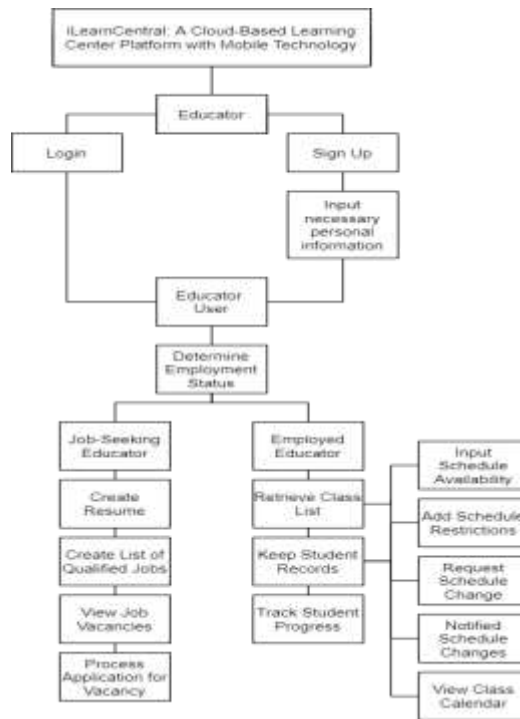 iLearnCentral: A Cloud-Based Learning
Center Platform with Mobile Technology
Educator
Login
Sign Up
Input
necessary
personal
information
Educator
User
Determine
Employment
Status
Job-Seeking
Educator
Employed
Educator
Input
Schedule
Availability
Create
Resume
Retrieve Class
List
Add Schedule
Restrictions
Create List of
Qualified Jobs
Keep Student
Records
Request
Schedule
Change
View Job
Vacancies
Track Student
Progress
Notified
Schedule
Changes
Process
Application for
Vacancy
View Class
Calendar